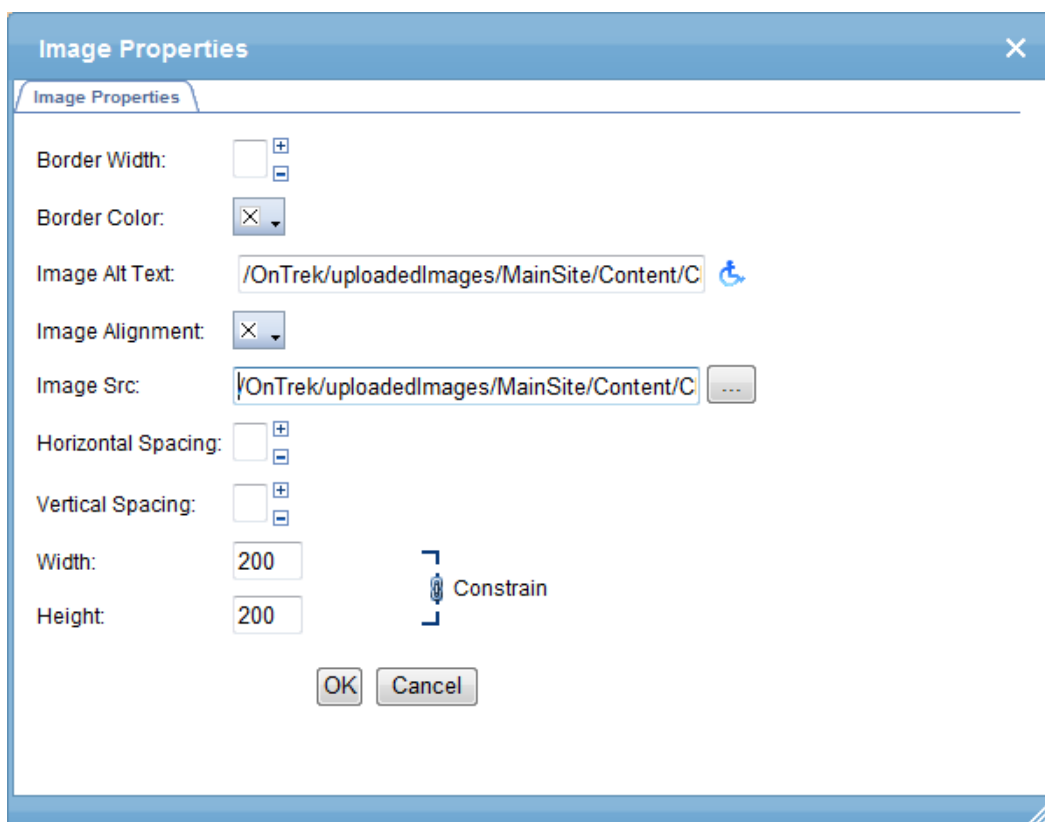 Image Properties
Image Properties
Border Width:
Border Color:
Image Alt Text: /OnTrek/uploadedImages/MainSite/Content/C
Image Alignment:
Image Src: /OnTrek/uploadedImages/MainSite/Content/C ...
Horizontal Spacing:
Vertical Spacing:
Width: 200
Constrain
Height: 200
OK Cancel